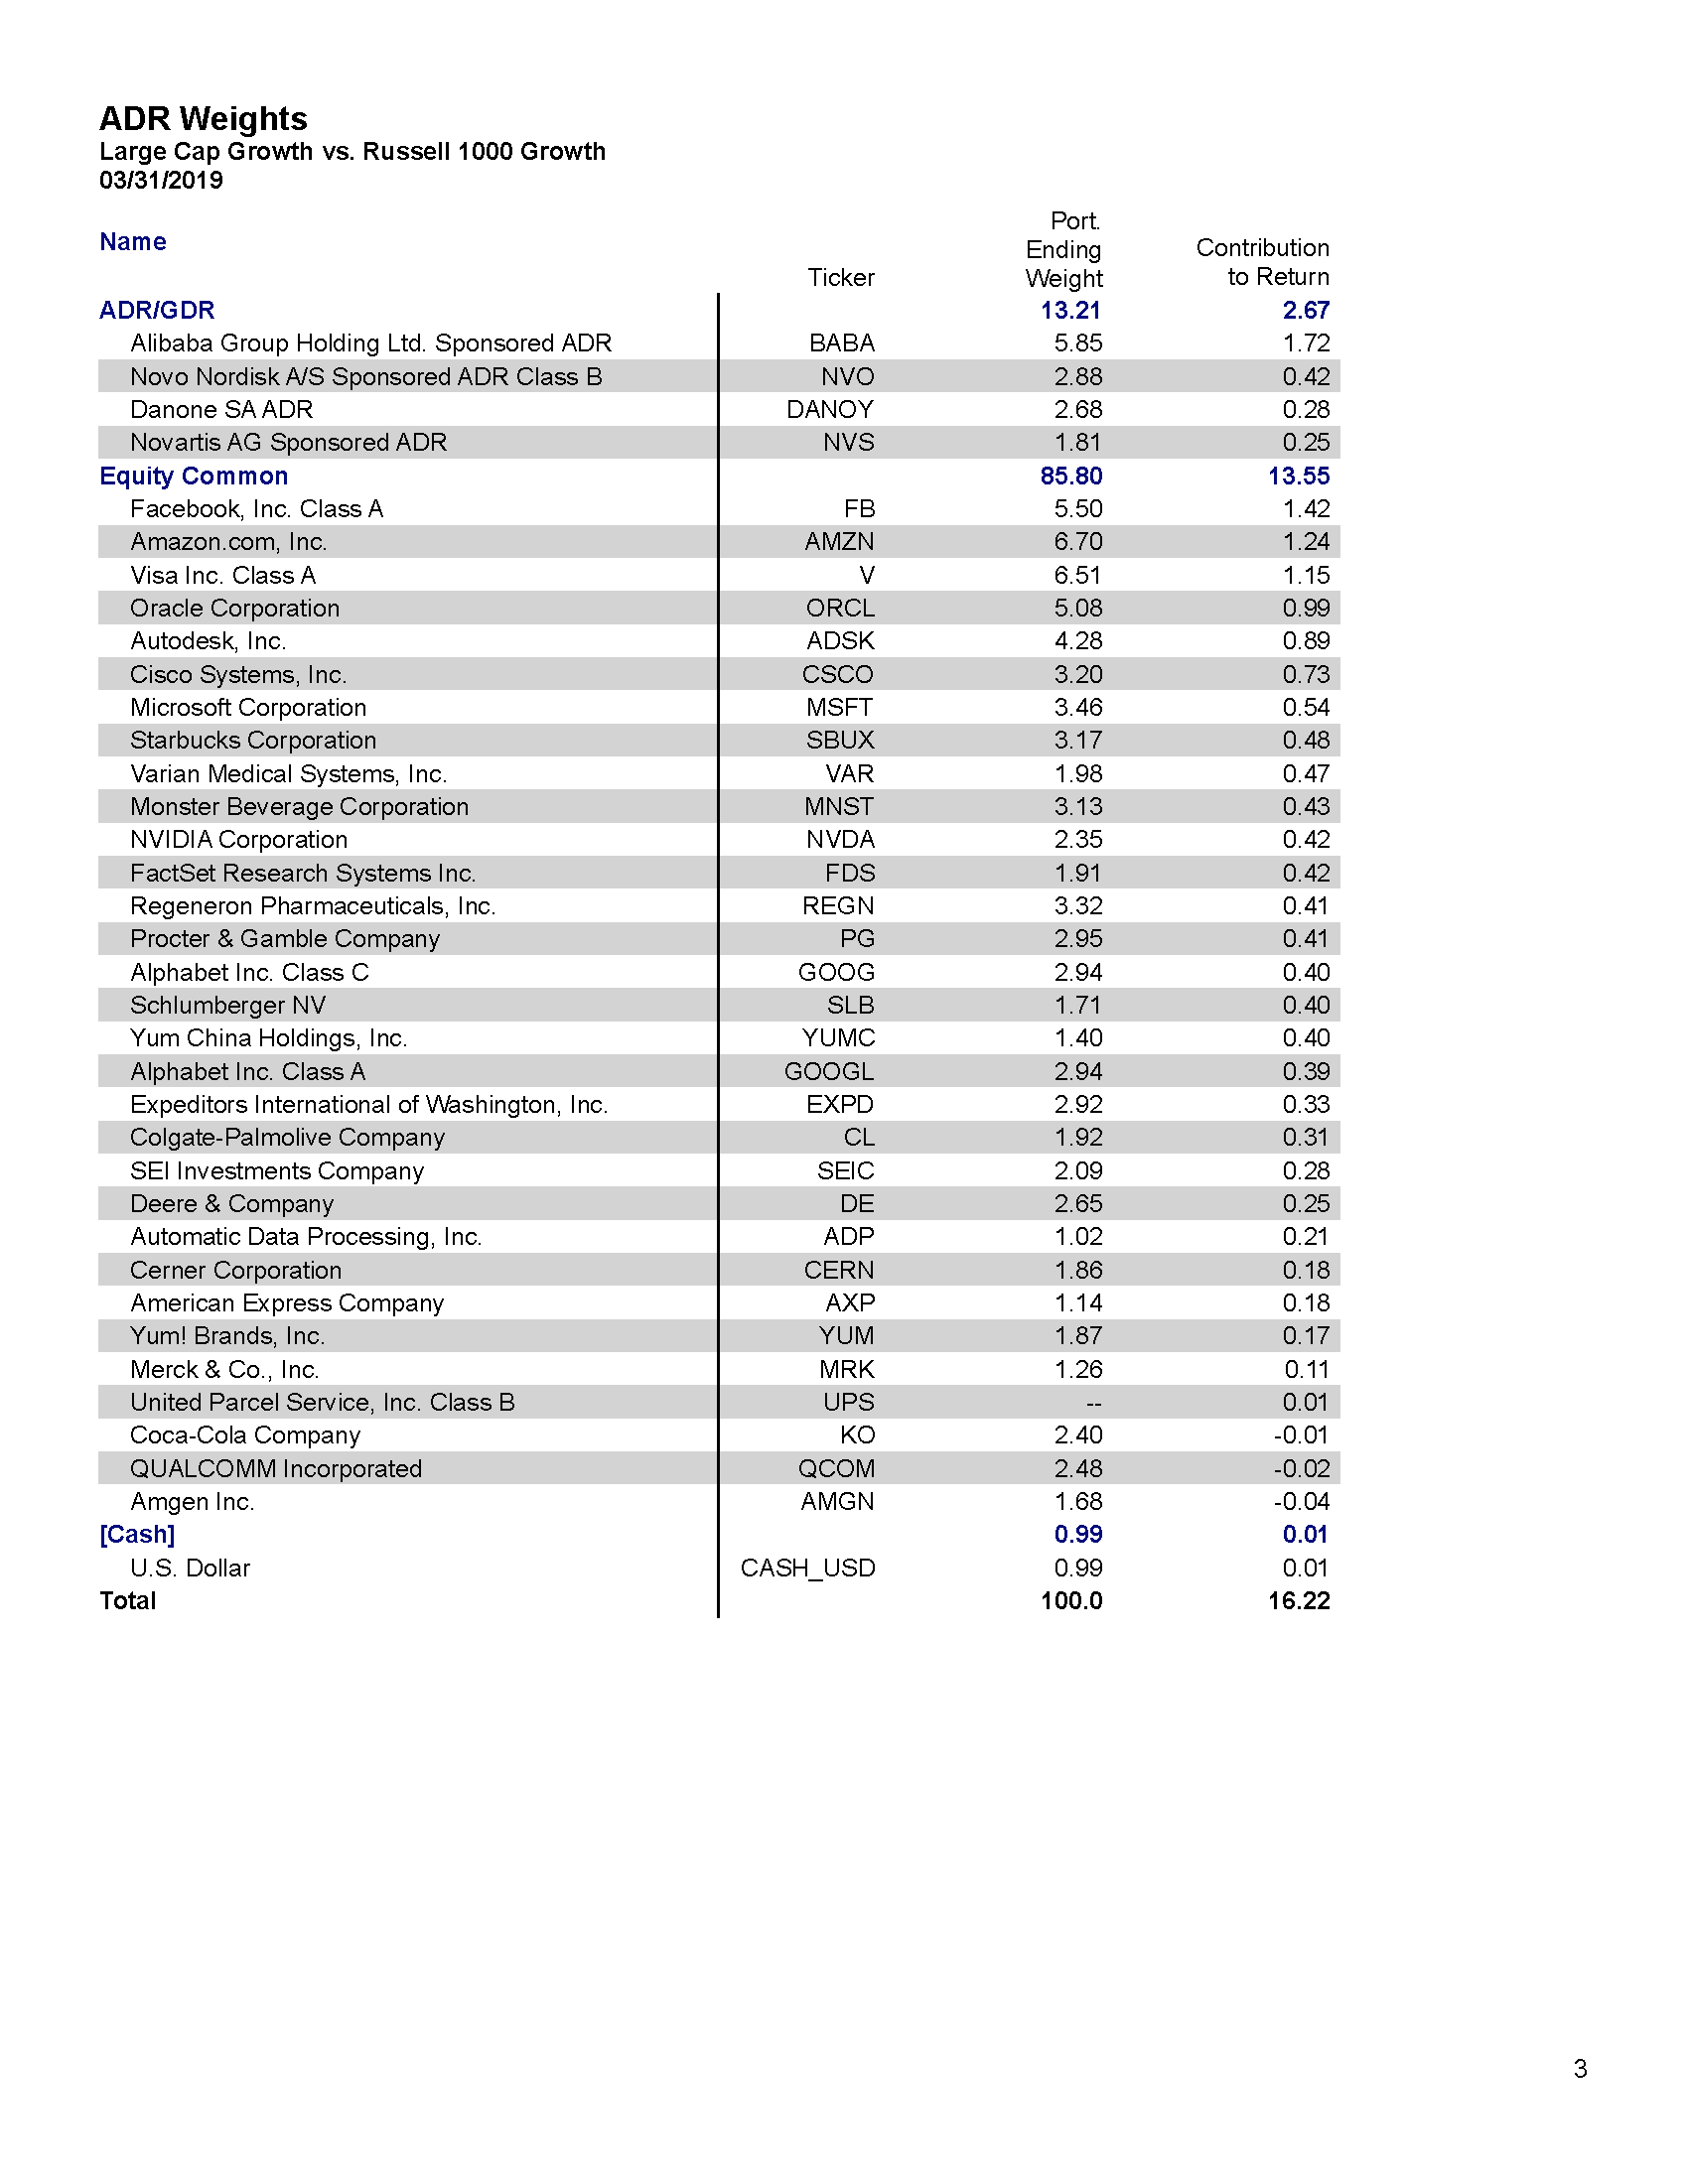 ADR Weights
Large Cap Growth vs. Russell 1000 Growth
03/31/2019
Name Ticker Port. Ending Weight Contribution to Return
ADR/GDR 13.21 2.67
Alibaba Group Holding Ltd. Sponsored ADR BABA 5.85 1.72
Novo Nordisk A/S Sponsored ADR Class B NVO 2.88 0.42
Danone SA ADR DANOY 2.68 0.28
Novartis AG Sponsored ADR NVS 1.81 0.25
Equity Common 85.80 13.55
Facebook, Inc. Class A FB 5.50 1.42
Amazon.com, Inc. AMZN 6.70 1.24
Visa Inc. Class A V 6.51 1.15
Oracle Corporation ORCL 5.08 0.99
Autodesk, Inc. ADSK 4.28 0.89
Cisco Systems, Inc. CSCO 3.20 0.73
Microsoft Corporation MSFT 3.46 0.54
Starbucks Corporation SBUX 3.17 0.48
Varian Medical Systems, Inc. VAR 1.98 0.47
Monster Beverage Corporation MNST 3.13 0.43
NVIDIA Corporation NVDA 2.35 0.42
FactSet Research Systems Inc. FDS 1.91 0.42
Regeneron Pharmaceuticals, Inc. REGN 3.32 0.41
Procter & Gamble Company PG 2.95 0.41
Alphabet Inc. Class C GOOG 2.94 0.40
Schlumberger NV SLB 1.71 0.40
Yum China Holdings, Inc. YUMC 1.40 0.40
Alphabet Inc. Class A GOOGL 2.94 0.39
Expeditors International of Washington, Inc. EXPD 2.92 0.33
Colgate-Palmolive Company CL 1.92 0.31
SEI Investments Company SEIC 2.09 0.28
Deere & Company DE 2.65 0.25
Automatic Data Processing, Inc. ADP 1.02 0.21
Cerner Corporation CERN 1.86 0.18
American Express Company AXP 1.14 0.18
Yum! Brands, Inc. YUM 1.87 0.17
Merck & Co., Inc. MRK 1.26 0.11
United Parcel Service, Inc. Class B UPS -- 0.01
Coca-Cola Company KO 2.40 -0.01
QUALCOMM Incorporated QCOM 2.48 -0.02
Amgen Inc. AMGN 1.68 -0.04
[Cash] 0.99 0.01
U.S. Dollar CASH_USD 0.99 0.01
Total 100.0 16.22
3